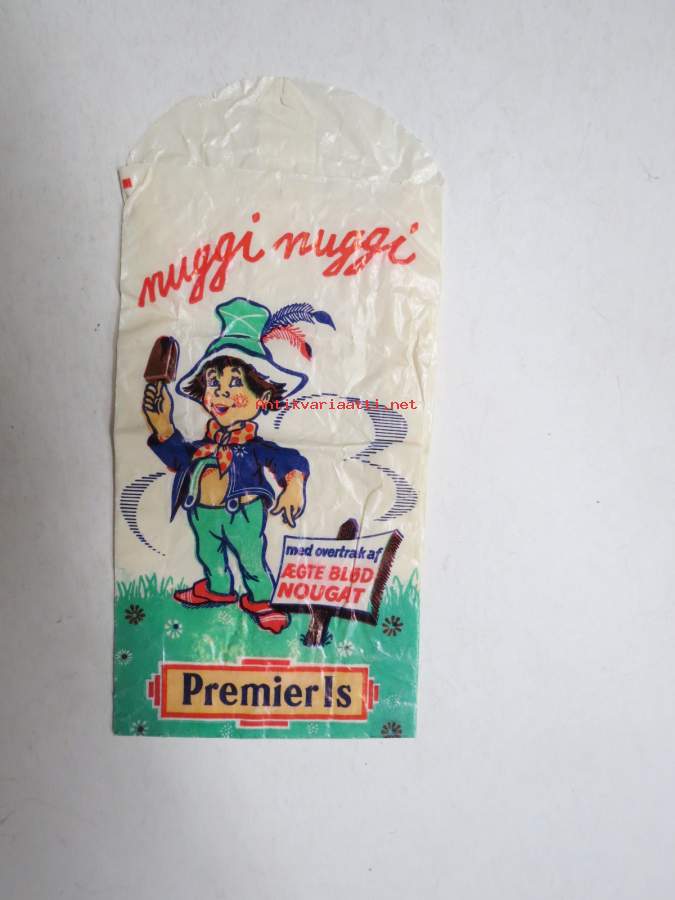 nuggi nuggi
Antikvariaatti.net
med overtræk af
ÆGTE BLØD
NOUGAT
Premier Is